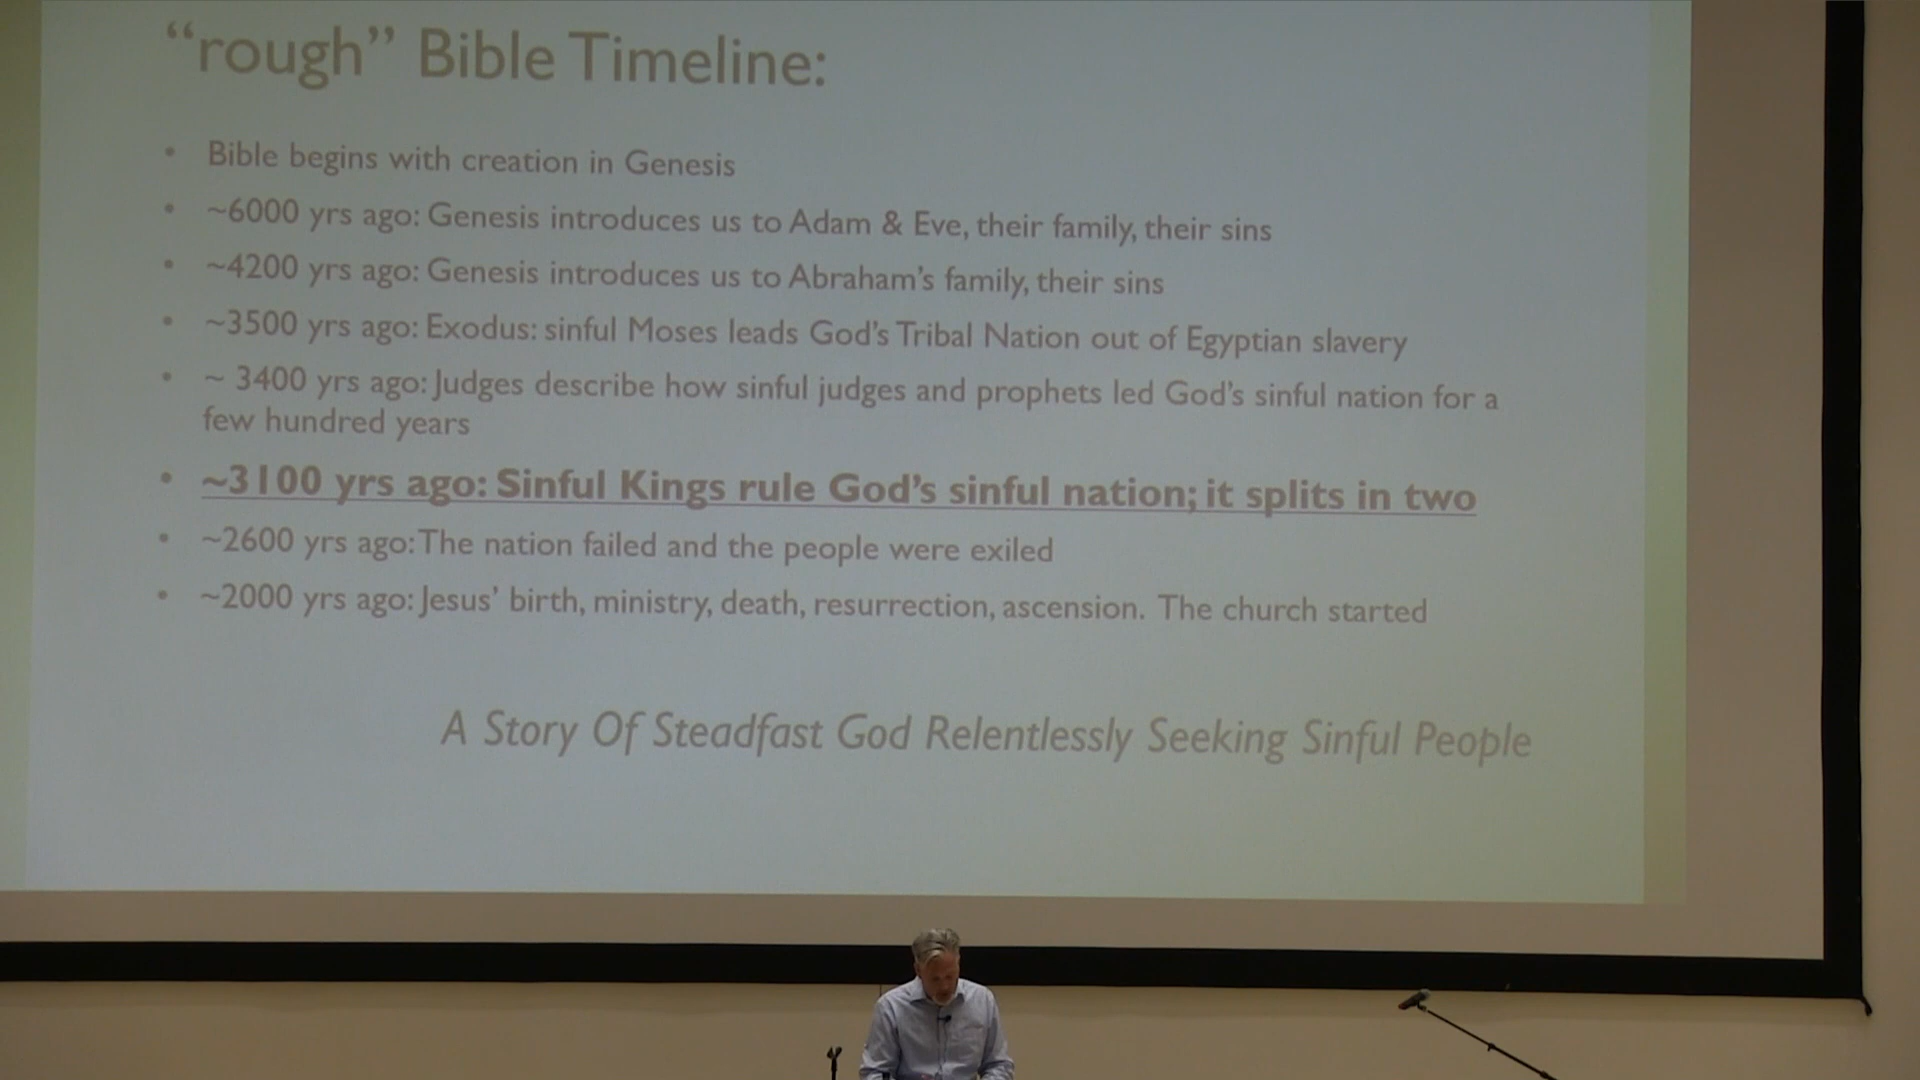 “rough” Bible Timeline:
• Bible begins with creation in Genesis
• ~6000 yrs ago: Genesis introduces us to Adam & Eve, their family, their sins
• ~4200 yrs ago: Genesis introduces us to Abraham’s family, their sins
• ~3500 yrs ago: Exodus: sinful Moses leads God’s Tribal Nation out of Egyptian slavery
• ~ 3400 yrs ago: Judges describe how sinful judges and prophets led God’s sinful nation for a
few hundred years
• ~3100 yrs ago: Sinful Kings rule God’s sinful nation; it splits in two
• ~2600 yrs ago: The nation failed and the people were exiled
• ~2000 yrs ago: Jesus’ birth, ministry, death, resurrection, ascension. The church started
A Story Of Steadfast God Relentlessly Seeking Sinful People